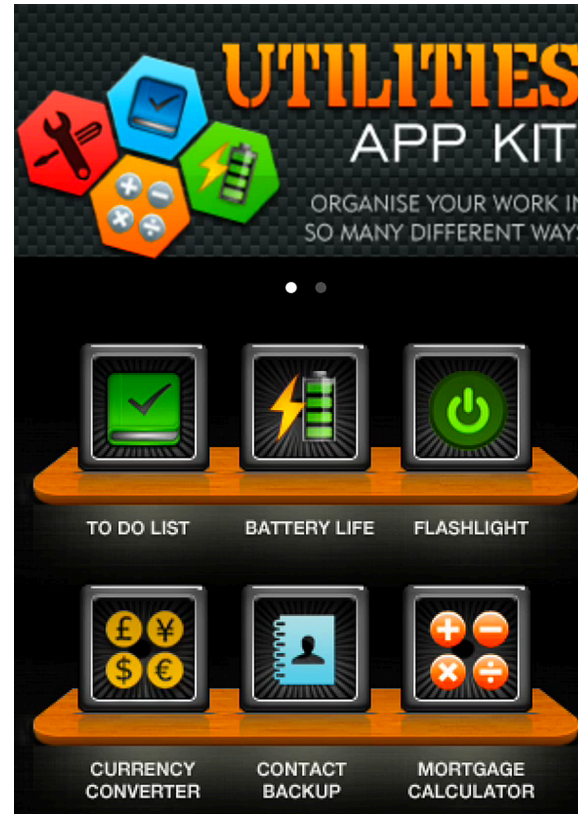 UTILITIES
APP KIT
ORGANISE YOUR WORK IN
SO MANY DIFFERENT WAYS
TO DO LIST
BATTERY LIFE
FLASHLIGHT
£ ¥
$ €
CURRENCY
CONVERTER
CONTACT
BACKUP
MORTGAGE
CALCULATOR